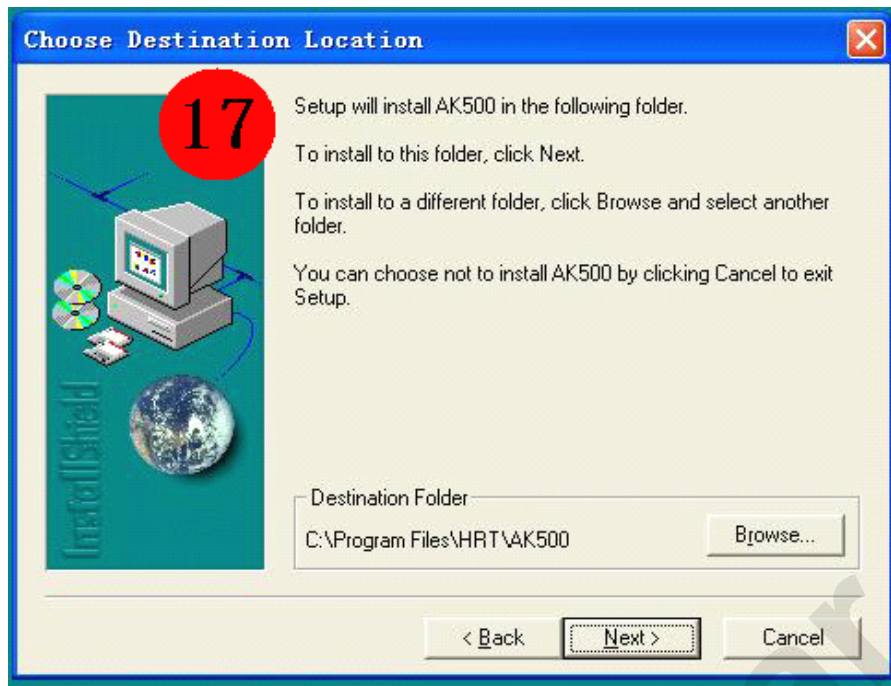 Choose Destination Location
17
Setup will install AK500 in the following folder.
To install to this folder, click Next.
To install to a different folder, click Browse and select another
folder.
You can choose not to install AK500 by clicking Cancel to exit
Setup.
InstallShield
Destination Folder
C:\Program Files\HRT\AK500
Browse...
< Back
Next >
Cancel